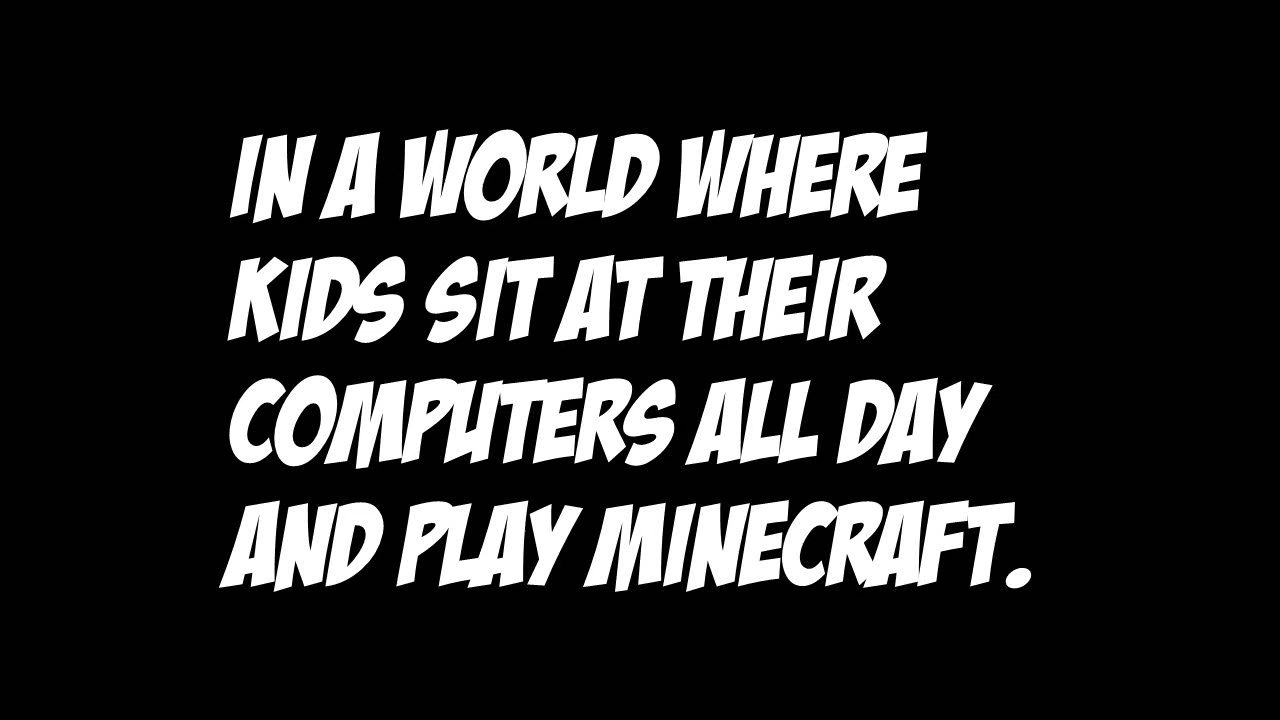 IN A WORLD WHERE
KIDS SIT AT THEIR
COMPUTERS ALL DAY
AND PLAY MINECRAFT.